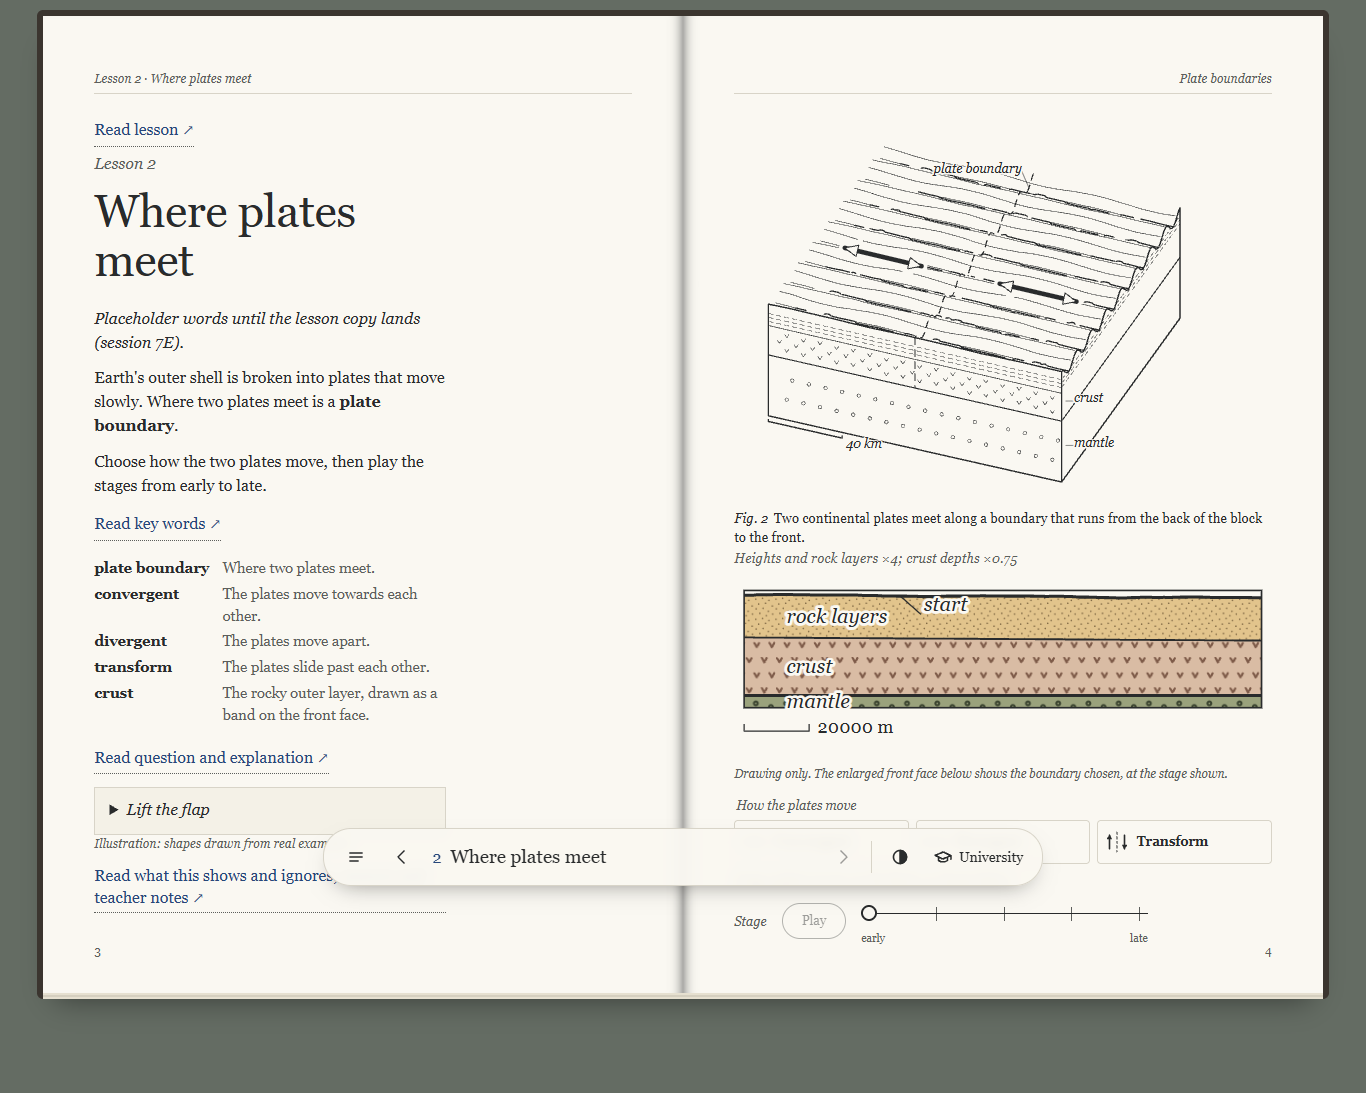 Lesson 2 · Where plates meet
Read lesson ↗
Lesson 2
Where plates
meet
Placeholder words until the lesson copy lands
(session 7E).
Earth's outer shell is broken into plates that move
slowly. Where two plates meet is a plate
boundary.
Choose how the two plates move, then play the
stages from early to late.
Read key words ↗
plate boundary Where two plates meet.
convergent The plates move towards each
other.
divergent The plates move apart.
transform The plates slide past each other.
crust The rocky outer layer, drawn as a
band on the front face.
Read question and explanation ↗
▶ Lift the flap
Illustration: shapes drawn from real
Read what this shows and ignores,
teacher notes ↗
3
Plate boundaries
plate boundary
crust
mantle
40 km
Fig. 2 Two continental plates meet along a boundary that runs from the back of the block
to the front.
Heights and rock layers ×4; crust depths ×0.75
start
rock layers
crust
mantle
20000 m
Drawing only. The enlarged front face below shows the boundary chosen, at the stage shown.
How the plates move
Transform
2 Where plates meet
University
Stage Play
early late
4